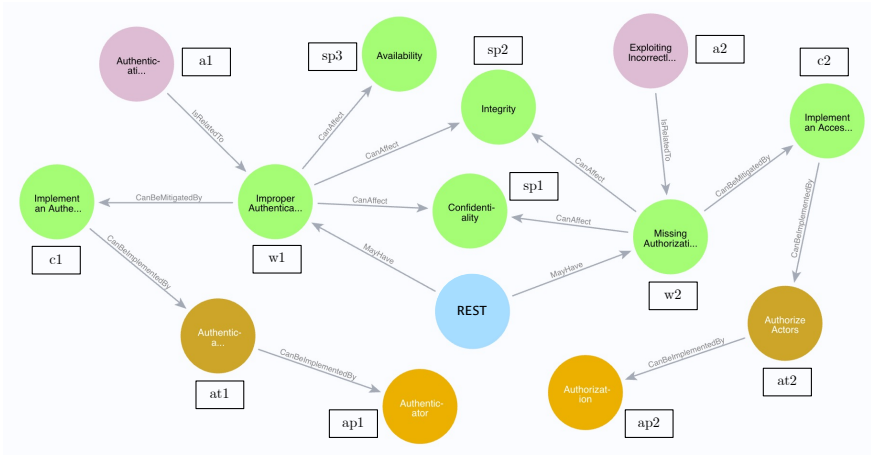 Authentic-
ati...
a1
sp3
Availability
sp2
Exploiting
Incorrectl...
a2
c2
IsRelatedTo
CanAffect
Integrity
IsRelatedTo
Implement
an Acces...
CanAffect
CanAffect
CanBeMitigatedBy
Implement
an Authe...
CanBeMitigatedBy
Improper
Authentica...
CanAffect
sp1
Confidenti-
ality
CanAffect
Missing
Authorizati...
CanBeImplementedBy
c1
w1
MayHave
MayHave
w2
CanBeImplementedBy
REST
Authentic-
a...
Authorize
Actors
at1
CanBeImplementedBy
CanBeImplementedBy
at2
ap1
Authentic-
ator
Authorizat-
ion
ap2